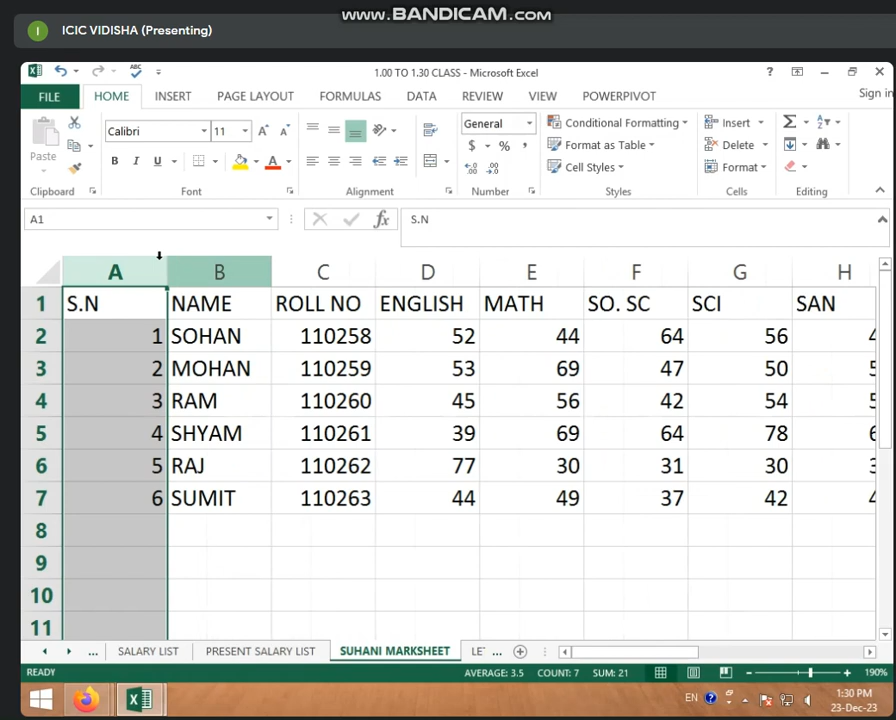 www.BANDICAM.com
I ICIC VIDISHA (Presenting)
1.00 TO 1.30 CLASS - Microsoft Excel
?
FILE HOME INSERT PAGE LAYOUT FORMULAS DATA REVIEW VIEW POWERPIVOT Sign in
Paste Calibri 11 General $ % , Conditional Formatting Format as Table Cell Styles Insert Delete Format
B I U
Clipboard Font Alignment Number Styles Cells Editing
A1 fx S.N
A B C D E F G H
1 S.N NAME ROLL NO ENGLISH MATH SO. SC SCI SAN
2 1 SOHAN 110258 52 44 64 56
3 2 MOHAN 110259 53 69 47 50
4 3 RAM 110260 45 56 42 54
5 4 SHYAM 110261 39 69 64 78
6 5 RAJ 110262 77 30 31 30
7 6 SUMIT 110263 44 49 37 42
8
9
10
11
... SALARY LIST PRESENT SALARY LIST SUHANI MARKSHEET LE ...
READY AVERAGE: 3.5 COUNT: 7 SUM: 21 190%
EN 1:30 PM
23-Dec-23